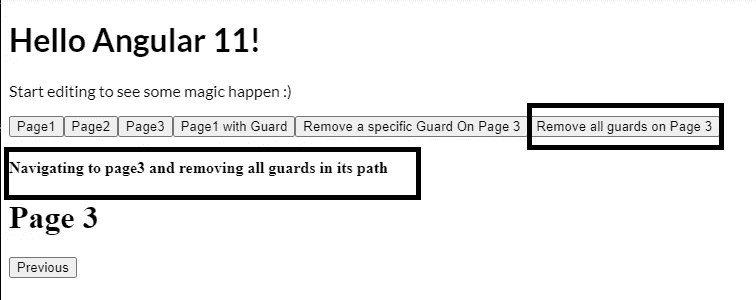 Hello Angular 11!
Start editing to see some magic happen :)
Page1 Page2 Page3 Page1 with Guard Remove a specific Guard On Page 3 Remove all guards on Page 3
Navigating to page3 and removing all guards in its path
Page 3
Previous